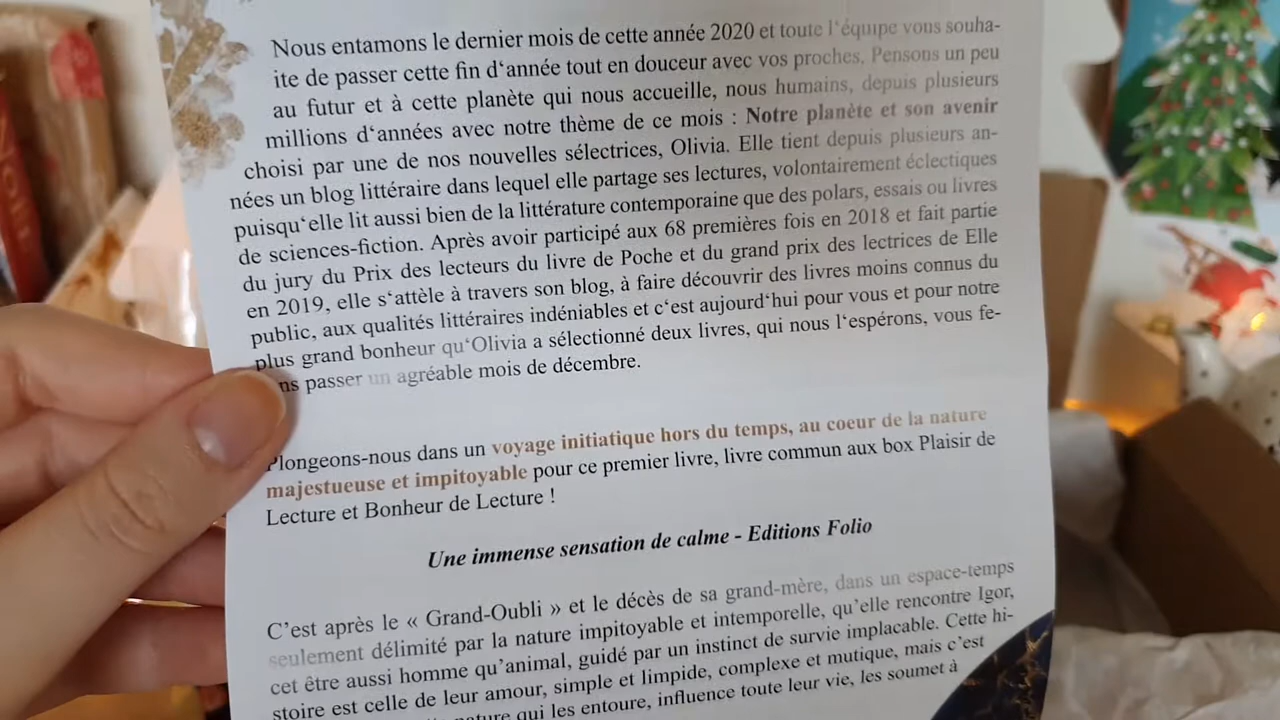 Nous entamons le dernier mois de cette année 2020 et toute l‘équipe vous souha-
ite de passer cette fin d‘année tout en douceur avec vos proches. Pensons un peu
au futur et à cette planète qui nous accueille, nous humains, depuis plusieurs
millions d‘années avec notre thème de ce mois : Notre planète et son avenir
choisi par une de nos nouvelles sélectrices, Olivia. Elle tient depuis plusieurs an-
nées un blog littéraire dans lequel elle partage ses lectures, volontairement éclectiques
puisqu‘elle lit aussi bien de la littérature contemporaine que des polars, essais ou livres
de sciences-fiction. Après avoir participé aux 68 premières fois en 2018 et fait partie
du jury du Prix des lecteurs du livre de Poche et du grand prix des lectrices de Elle
en 2019, elle s‘attèle à travers son blog, à faire découvrir des livres moins connus du
public, aux qualités littéraires indéniables et c‘est aujourd‘hui pour vous et pour notre
plus grand bonheur qu‘Olivia a sélectionné deux livres, qui nous l‘espérons, vous fe-
ns passer un agréable mois de décembre.
Plongeons-nous dans un voyage initiatique hors du temps, au coeur de la nature
majestueuse et impitoyable pour ce premier livre, livre commun aux box Plaisir de
Lecture et Bonheur de Lecture !
Une immense sensation de calme - Editions Folio
C’est après le « Grand-Oubli » et le décès de sa grand-mère, dans un espace-temps
seulement délimité par la nature impitoyable et intemporelle, qu’elle rencontre Igor,
cet être aussi homme qu’animal, guidé par un instinct de survie implacable. Cette hi-
stoire est celle de leur amour, simple et limpide, complexe et mutique, mais c’est
nature qui les entoure, influence toute leur vie, les soumet à